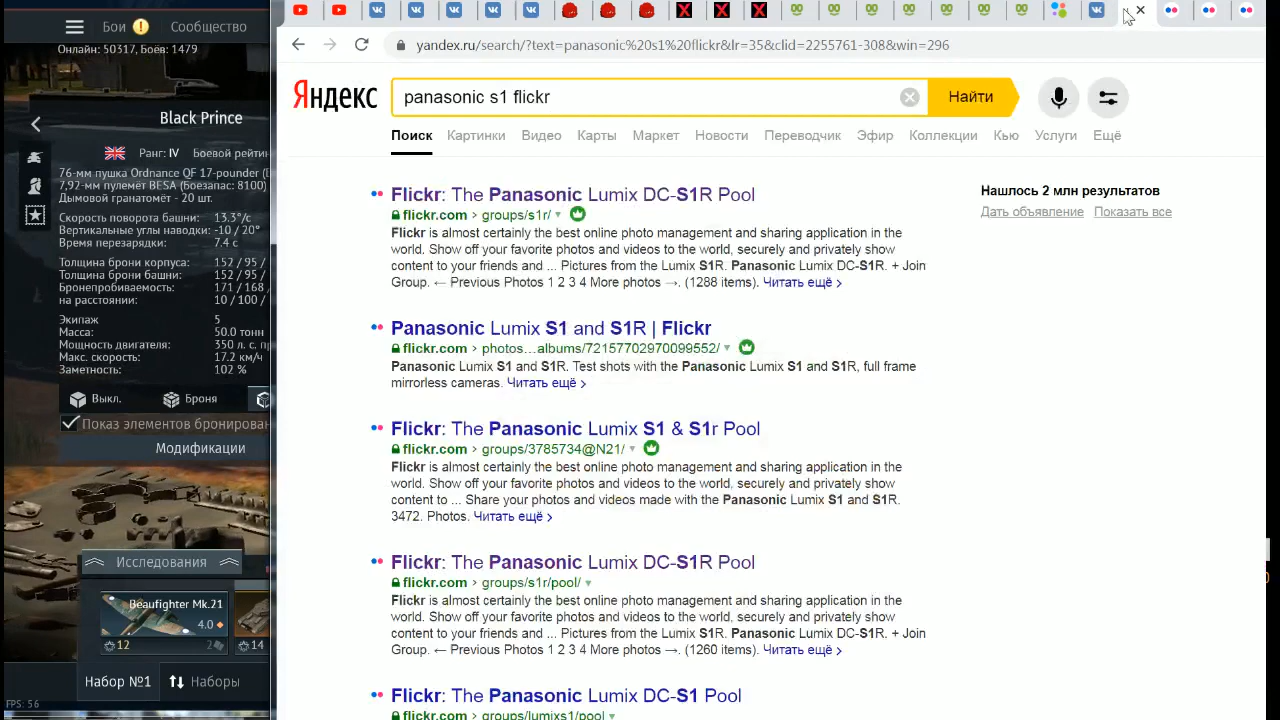 Бои
Сообщество
Онлайн: 50317, Боёв: 1479
Black Prince
Ранг: IV Боевой рейтин
76-мм пушка Ordnance QF 17-pounder (
7,92-мм пулемёт BESA (Боезапас: 8100)
Дымовой гранатомёт - 20 шт.
Скорость поворота башни: 13.3°/с
Вертикальные углы наводки: -10 / 20°
Время перезарядки: 7.4 с
Толщина брони корпуса: 152 / 95 /
Толщина брони башни: 152 / 95 /
Бронепробиваемость: 171 / 168
на расстоянии: 10 / 100 /
Экипаж 5
Масса: 50.0 тонн
Мощность двигателя: 350 л. с. п
Макс. скорость: 17.2 км/ч
Заметность: 102 %
Выкл.
Броня
Показ элементов бронирован
Модификации
Исследования
Beaufighter Mk.21
4.0
12
2
14
Набор №1
Наборы
FPS: 56
yandex.ru/search/?text=panasonic%20s1%20flickr&lr=35&clid=2255761-308&win=296
Яндекс
panasonic s1 flickr
Найти
Поиск Картинки Видео Карты Маркет Новости Переводчик Эфир Коллекции Кью Услуги Ещё
Flickr: The Panasonic Lumix DC-S1R Pool
flickr.com › groups/s1r/
Flickr is almost certainly the best online photo management and sharing application in the
world. Show off your favorite photos and videos to the world, securely and privately show
content to your friends and ... Pictures from the Lumix S1R. Panasonic Lumix DC-S1R. + Join
Group. ← Previous Photos 1 2 3 4 More photos →. (1288 items). Читать ещё ›
Panasonic Lumix S1 and S1R | Flickr
flickr.com › photos…albums/72157702970099552/
Panasonic Lumix S1 and S1R. Test shots with the Panasonic Lumix S1 and S1R, full frame
mirrorless cameras. Читать ещё ›
Flickr: The Panasonic Lumix S1 & S1r Pool
flickr.com › groups/3785734@N21/
Flickr is almost certainly the best online photo management and sharing application in the
world. Show off your favorite photos and videos to the world, securely and privately show
content to ... Share your photos and videos made with the Panasonic Lumix S1 and S1R.
3472. Photos. Читать ещё ›
Flickr: The Panasonic Lumix DC-S1R Pool
flickr.com › groups/s1r/pool/
Flickr is almost certainly the best online photo management and sharing application in the
world. Show off your favorite photos and videos to the world, securely and privately show
content to your friends and ... Pictures from the Lumix S1R. Panasonic Lumix DC-S1R. + Join
Group. ← Previous Photos 1 2 3 4 More photos →. (1260 items). Читать ещё ›
Flickr: The Panasonic Lumix DC-S1 Pool
flickr.com › groups/lumixs1/pool
Нашлось 2 млн результатов
Дать объявление Показать все